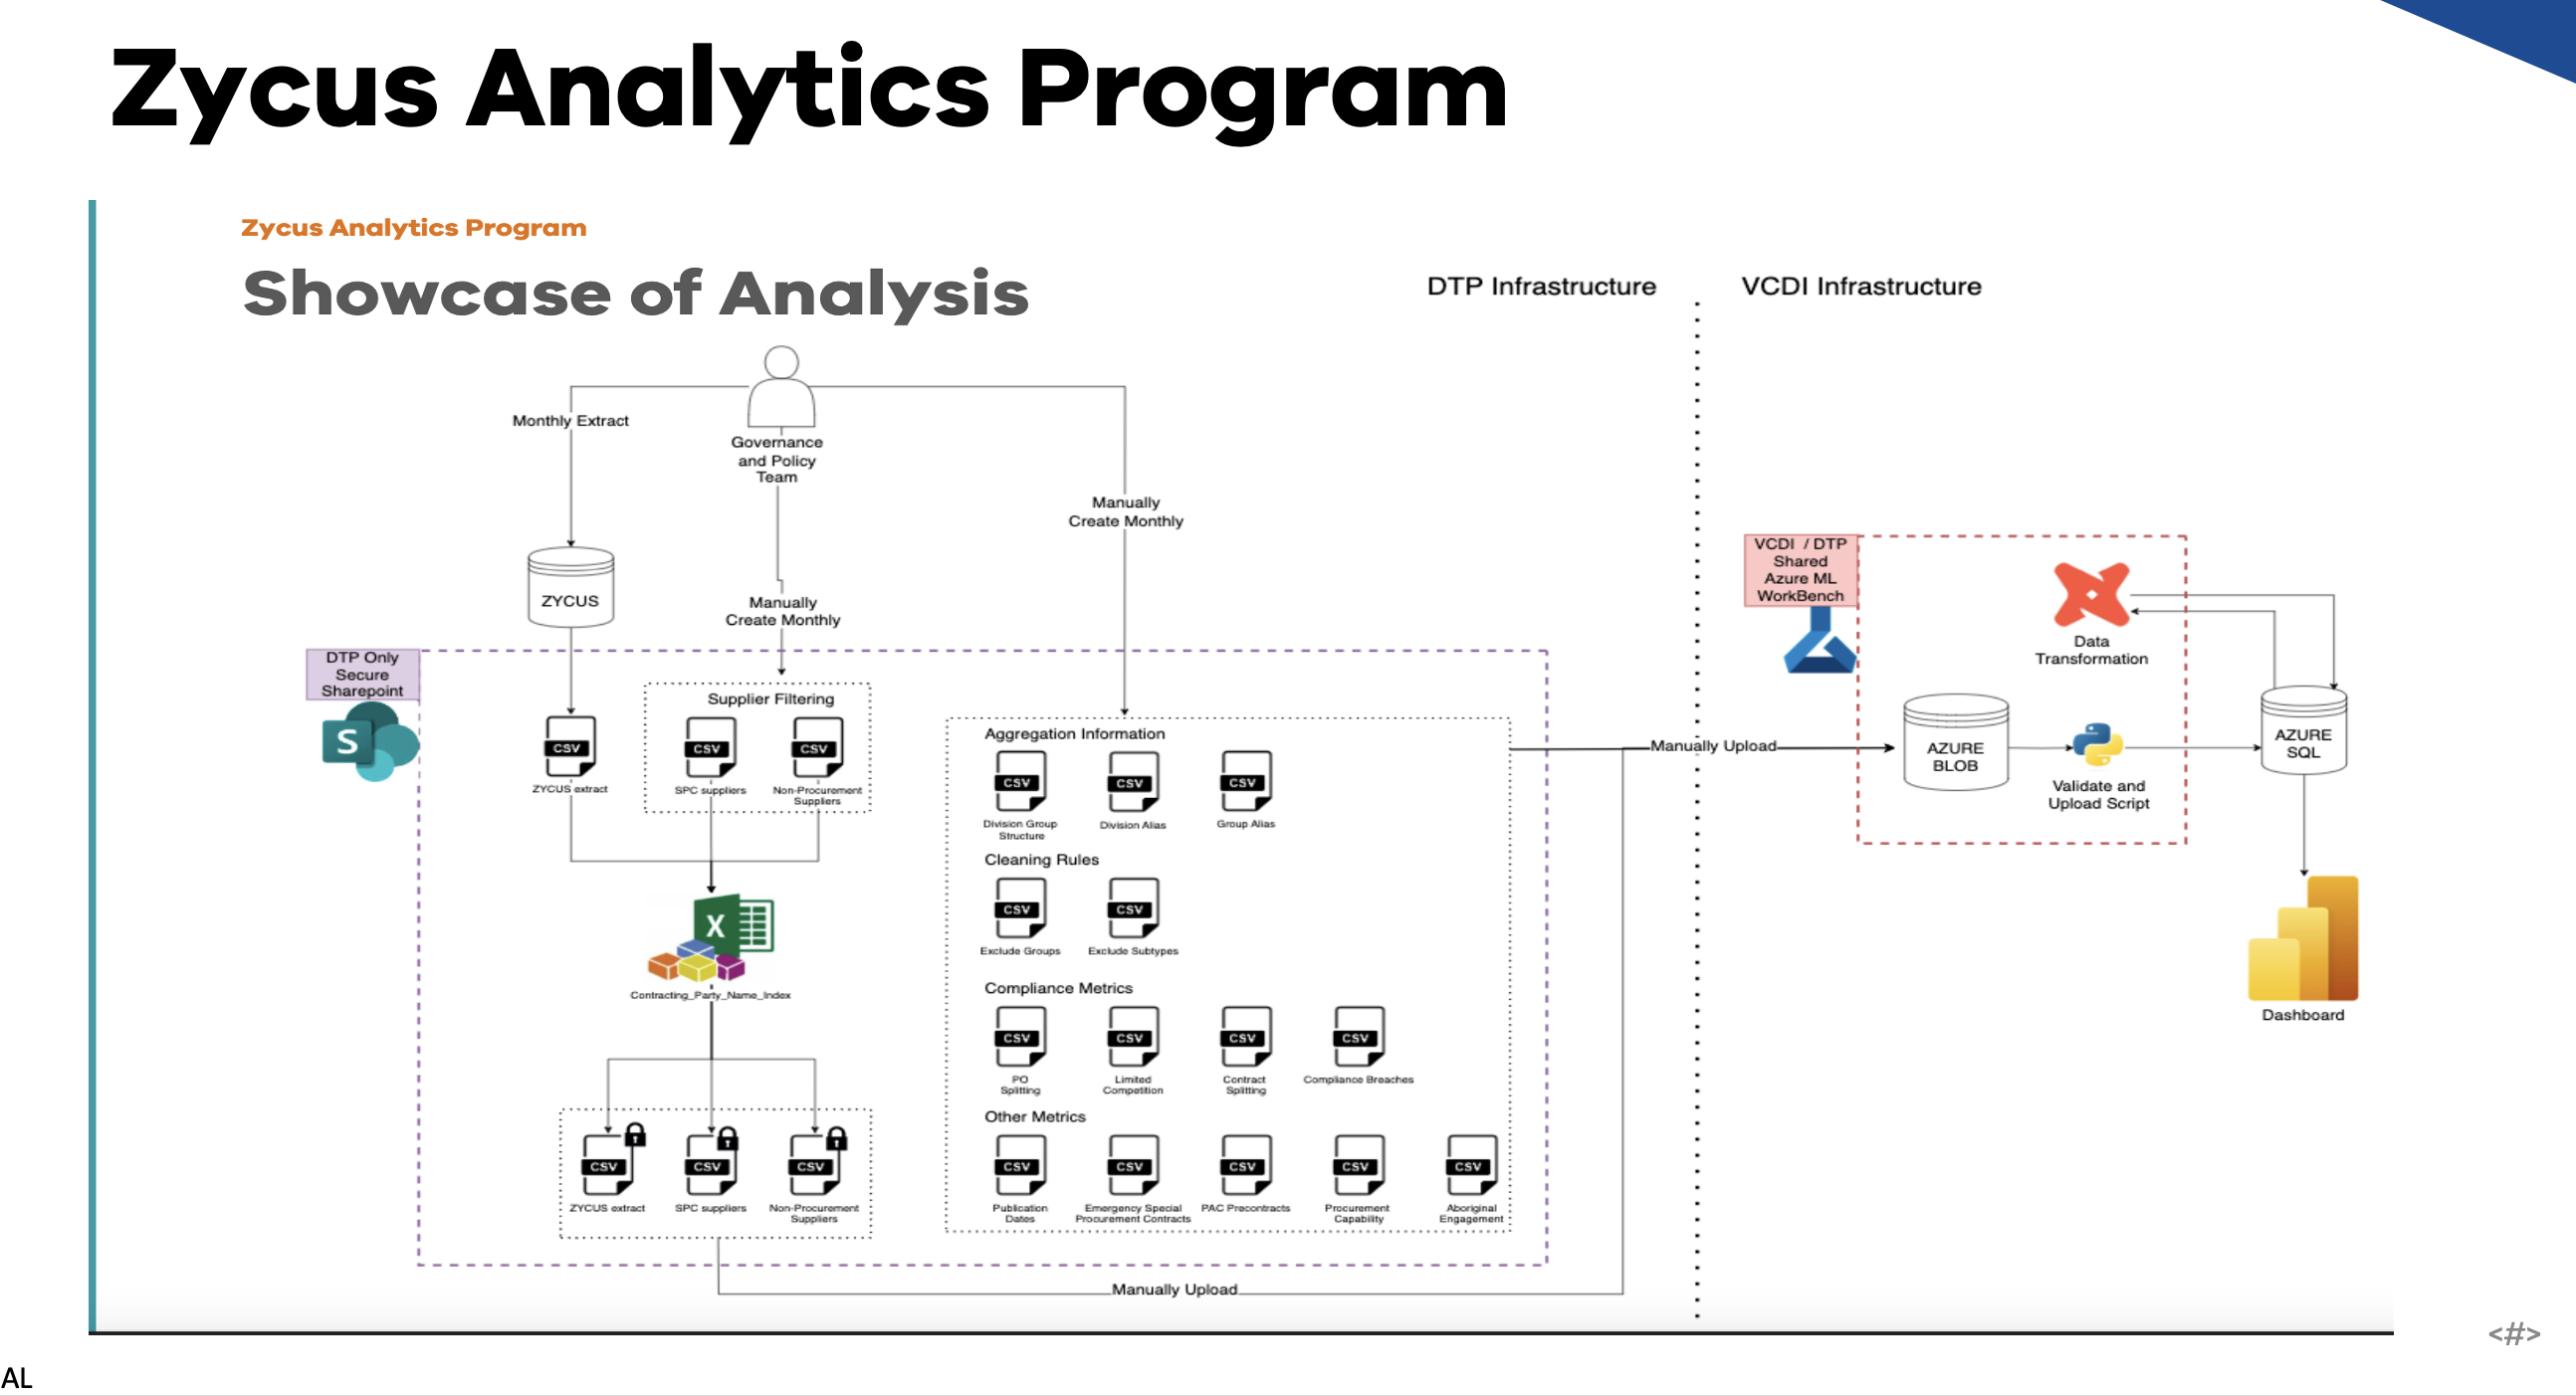 Zycus Analytics Program
Zycus Analytics Program
Showcase of Analysis
DTP Infrastructure
VCDI Infrastructure
Monthly Extract
Governance
and Policy
Team
Manually
Create Monthly
ZYCUS
Manually
Create Monthly
DTP Only
Secure
Sharepoint
S
Supplier Filtering
CSV
ZYCUS extract
CSV
SPC suppliers
CSV
Non-Procurement
Suppliers
X
Contracting_Party_Name_Index
CSV
ZYCUS extract
CSV
SPC suppliers
CSV
Non-Procurement
Suppliers
Aggregation Information
CSV
Division Group
Structure
CSV
Division Alias
CSV
Group Alias
Cleaning Rules
CSV
Exclude Groups
CSV
Exclude Subtypes
Compliance Metrics
CSV
PO
Splitting
CSV
Limited
Competition
CSV
Contract
Splitting
CSV
Compliance Breaches
Other Metrics
CSV
Publication
Dates
CSV
Emergency Special
Procurement Contracts
CSV
PAC Precontracts
CSV
Procurement
Capability
CSV
Aboriginal
Engagement
Manually Upload
Manually Upload
VCDI / DTP
Shared
Azure ML
WorkBench
Data
Transformation
AZURE
BLOB
Validate and
Upload Script
AZURE
SQL
Dashboard
<#>
AL